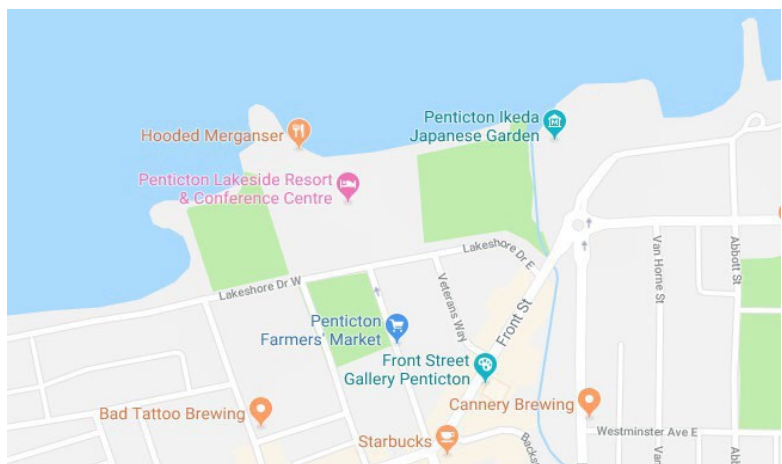 Penticton Ikeda
Japanese Garden
Hooded Merganser
Penticton Lakeside Resort
& Conference Centre
Lakeshore Dr E
Lakeshore Dr W
Van Horne St
Abbott St
Veterans Way
Front St
Penticton
Farmers' Market
Front Street
Gallery Penticton
Bad Tattoo Brewing
Cannery Brewing
Starbucks
Westminster Ave E
Van
Abb